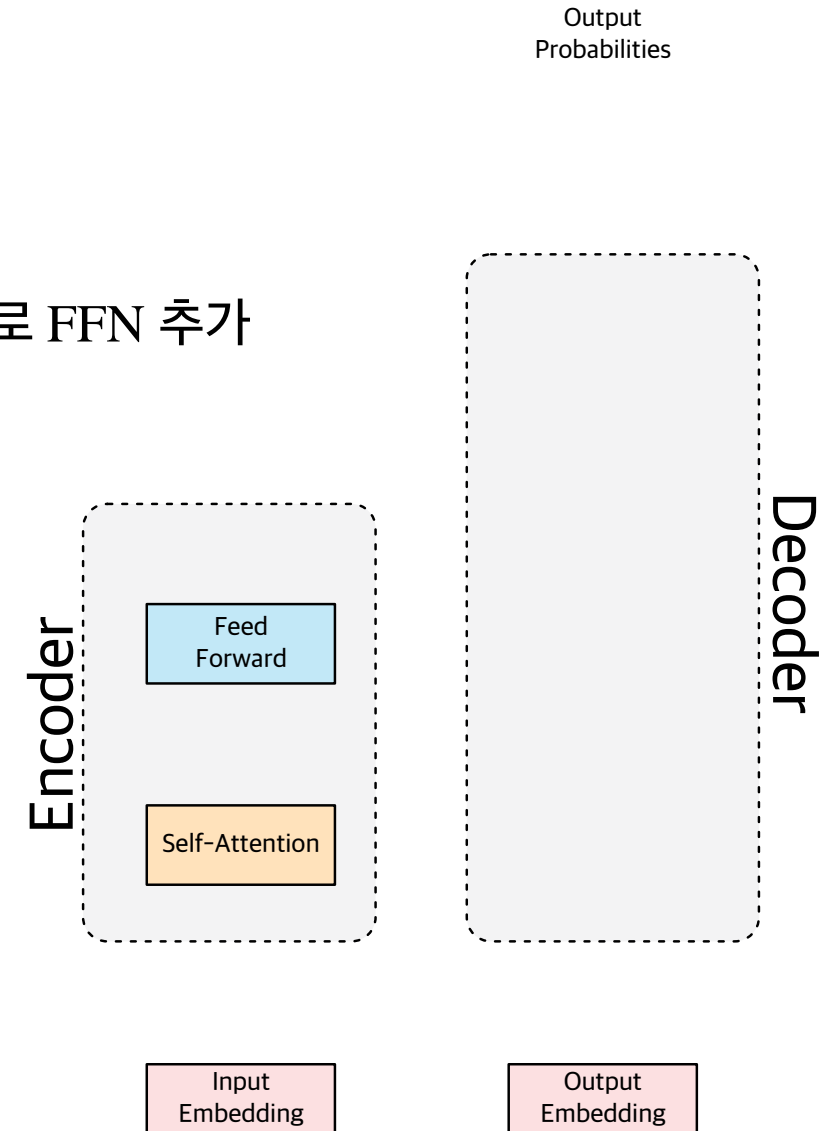 Output
Probabilities
로 FFN 추가
Encoder
Feed
Forward
Self-Attention
Decoder
Input
Embedding
Output
Embedding